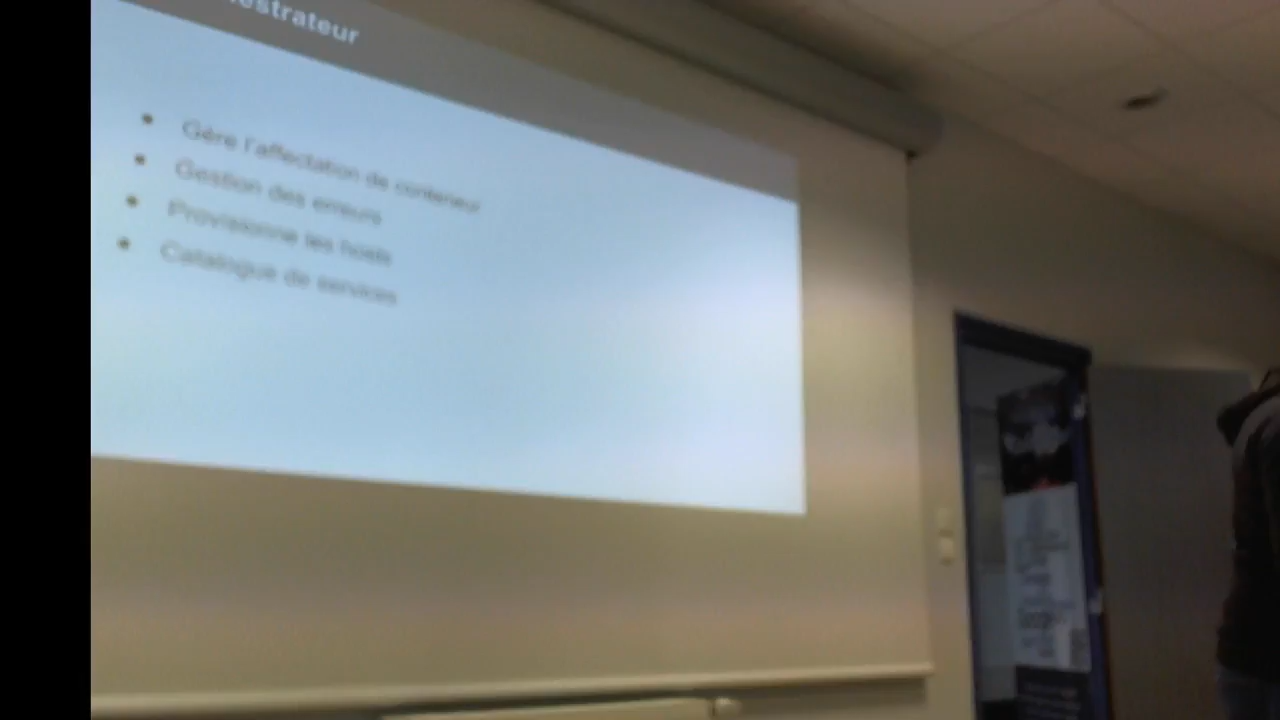 estrateur
Gère l'affectation de conteneur
Gestion des erreurs
Provisionne les hosts
Catalogue de services